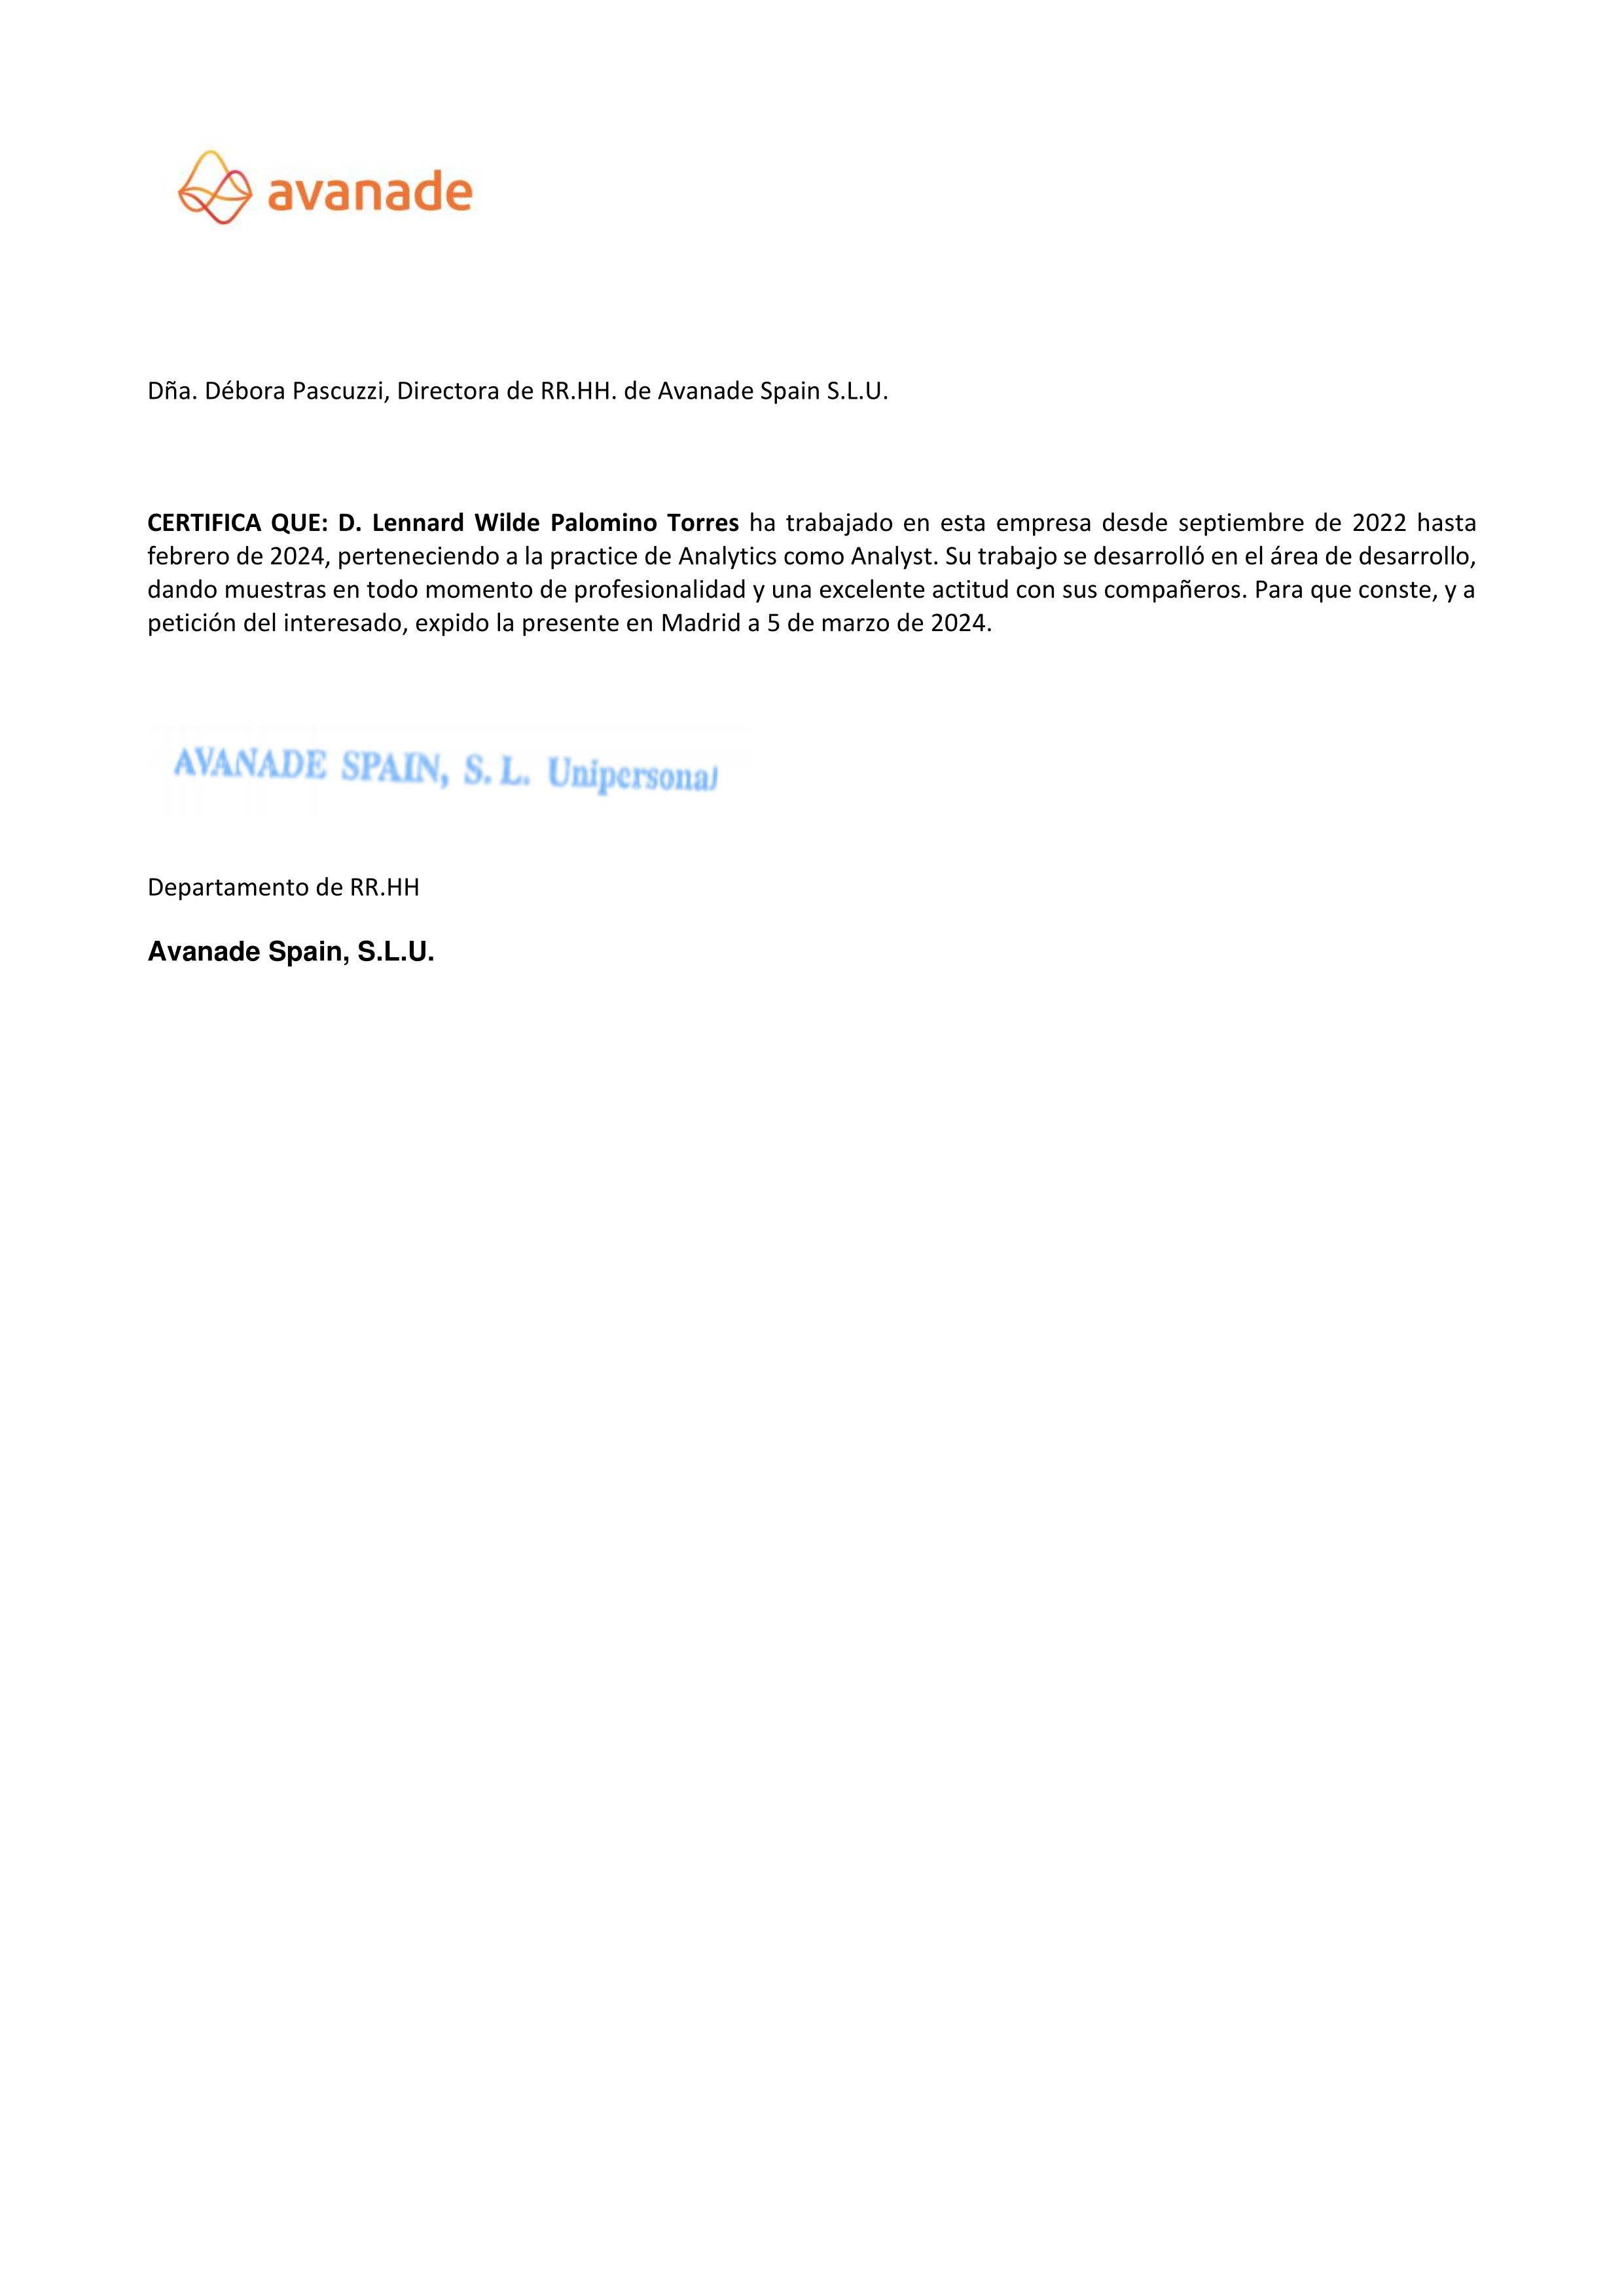 avanade
Dña. Débora Pascuzzi, Directora de RR.HH. de Avanade Spain S.L.U.
CERTIFICA QUE: D. Lennard Wilde Palomino Torres ha trabajado en esta empresa desde septiembre de 2022 hasta
febrero de 2024, perteneciendo a la practice de Analytics como Analyst. Su trabajo se desarrolló en el área de desarrollo,
dando muestras en todo momento de profesionalidad y una excelente actitud con sus compañeros. Para que conste, y a
petición del interesado, expido la presente en Madrid a 5 de marzo de 2024.
AVANADE SPAIN, S. L. Unipersonal
Departamento de RR.HH
Avanade Spain, S.L.U.